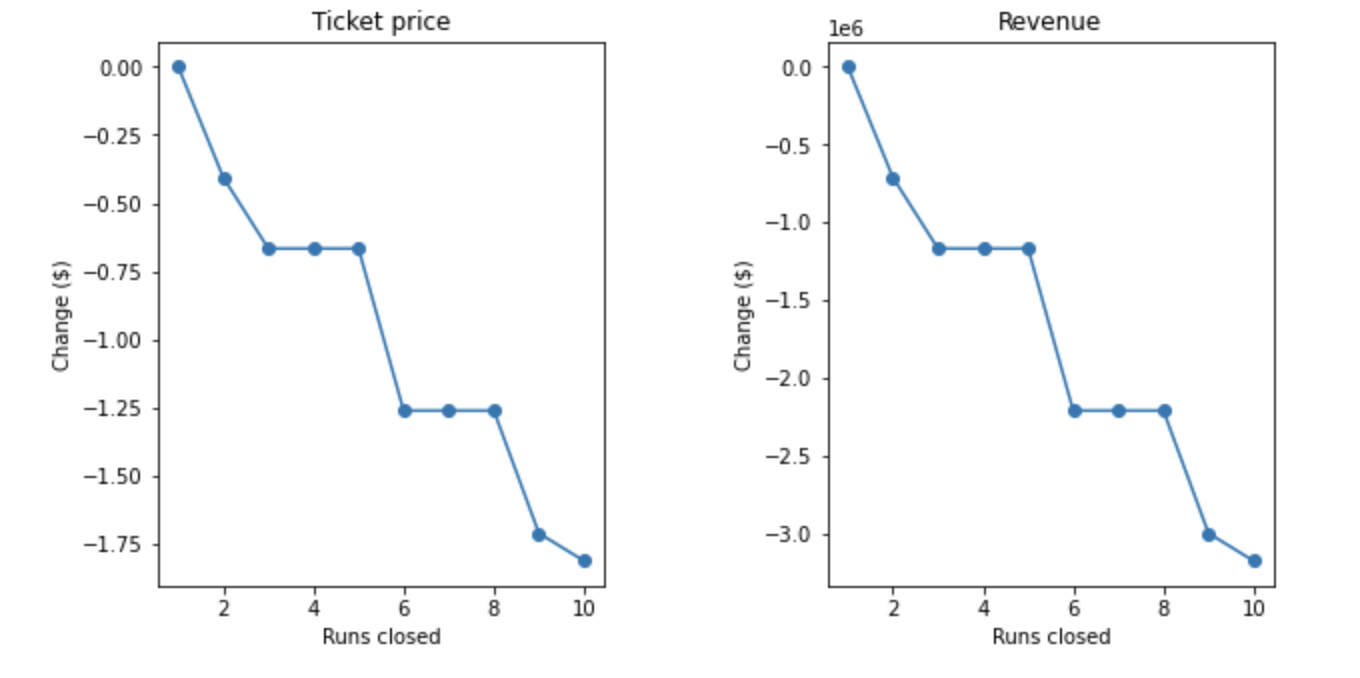 Ticket price
0.00
−0.25
−0.50
−0.75
−1.00
−1.25
−1.50
−1.75
Change ($)
2 4 6 8 10
Runs closed
1e6
Revenue
0.0
−0.5
−1.0
−1.5
−2.0
−2.5
−3.0
Change ($)
2 4 6 8 10
Runs closed